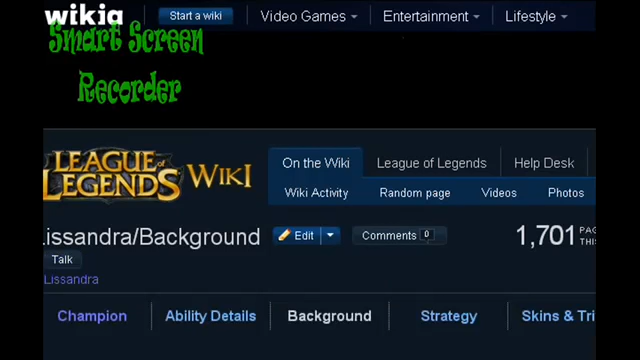 wikia Start a wiki Video Games Entertainment Lifestyle
Smart Screen
Recorder
LEAGUE of LEGENDS WIKI
On the Wiki League of Legends Help Desk
Wiki Activity Random page Videos Photos
Lissandra/Background Edit Comments 0 1,701
Talk
Lissandra
Champion Ability Details Background Strategy Skins & Tri